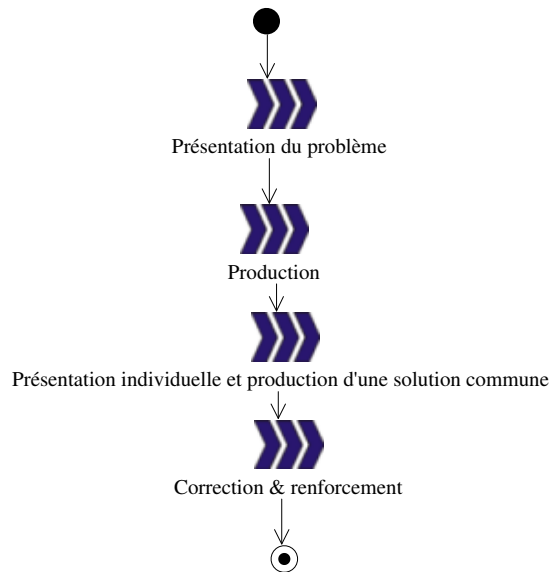 Présentation du problème
Production
Présentation individuelle et production d'une solution commune
Correction & renforcement